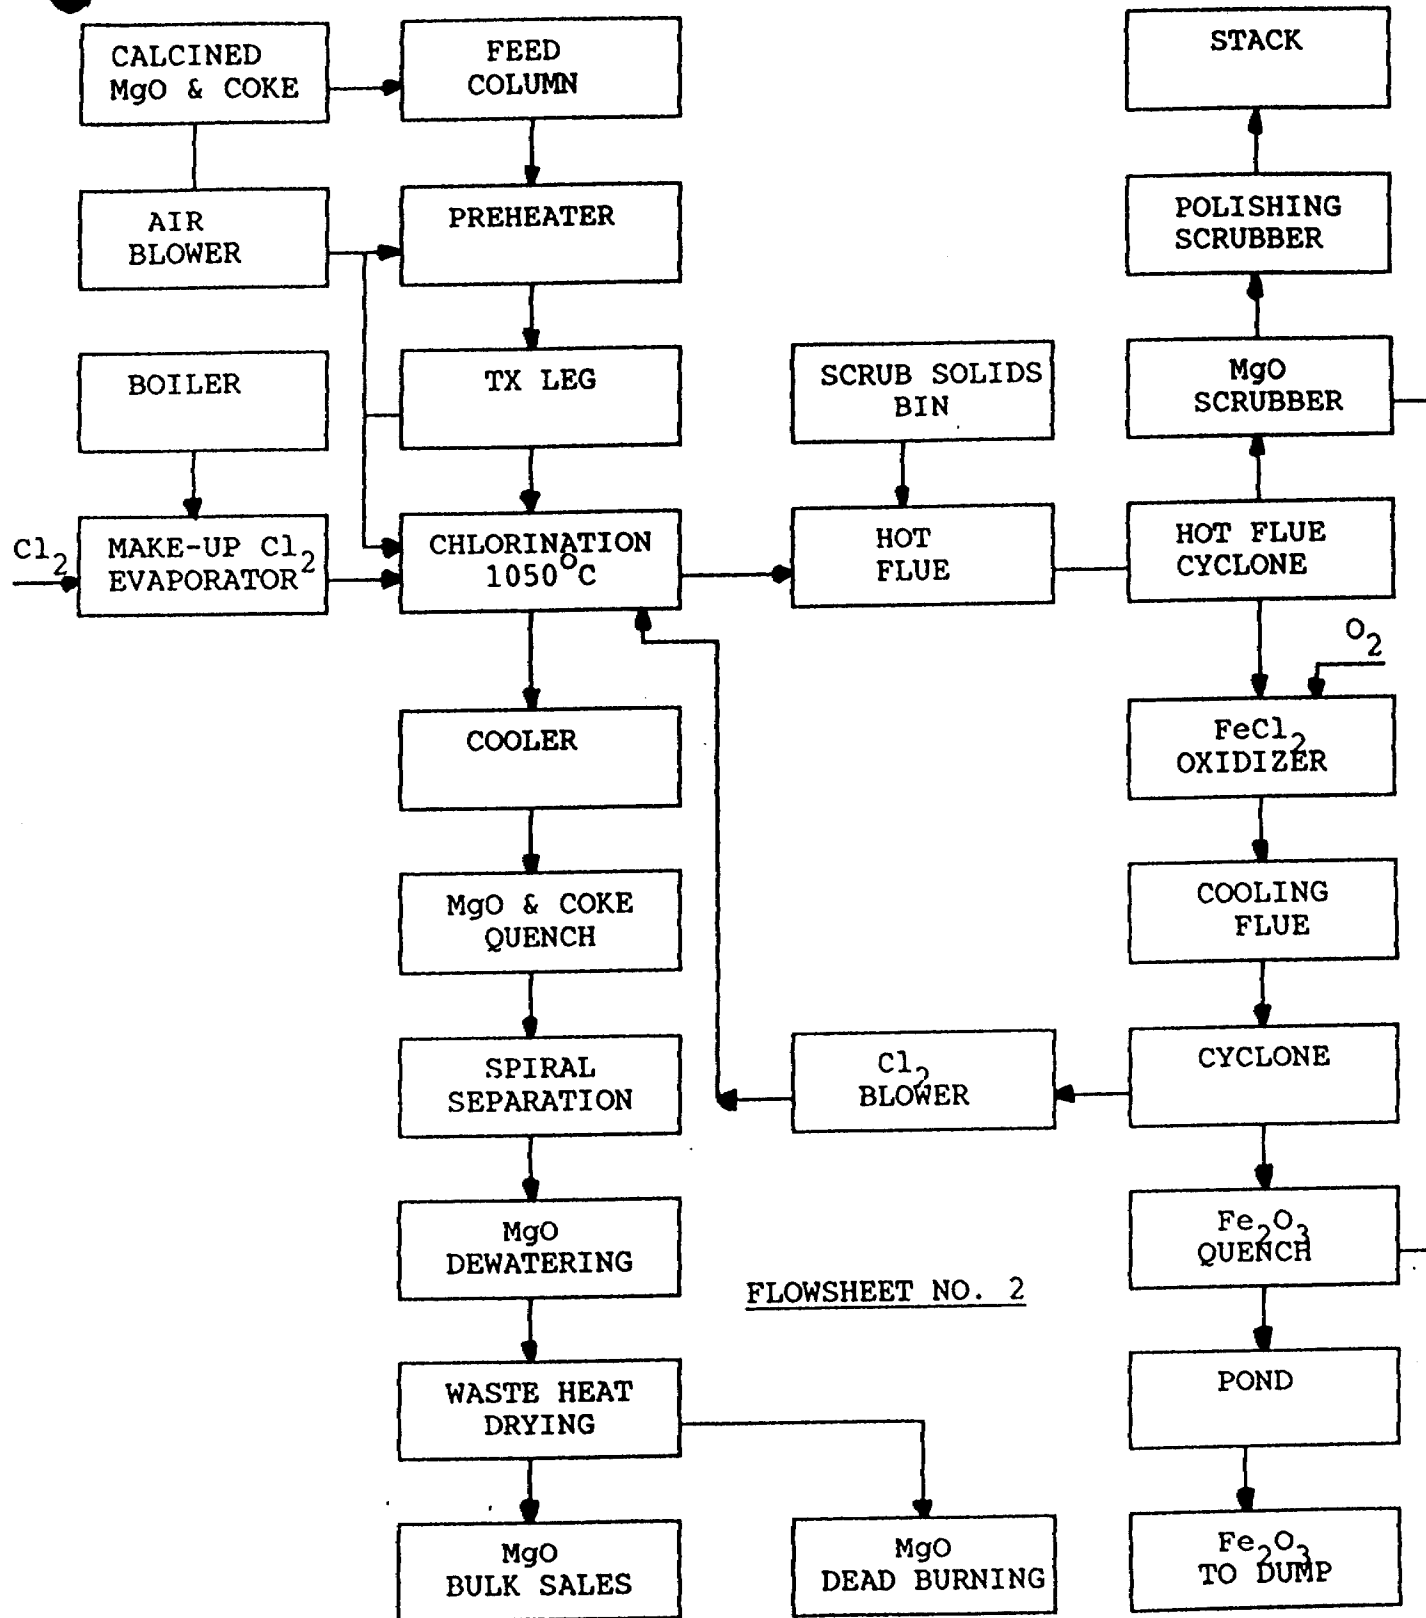 CALCINED
MgO & COKE
FEED
COLUMN
STACK
AIR
BLOWER
PREHEATER
POLISHING
SCRUBBER
BOILER
TX LEG
SCRUB SOLIDS
BIN
MgO
SCRUBBER
Cl2
MAKE-UP Cl2
EVAPORATOR
CHLORINATION
1050°C
HOT
FLUE
HOT FLUE
CYCLONE
O2
COOLER
FeCl2
OXIDIZER
MgO & COKE
QUENCH
COOLING
FLUE
SPIRAL
SEPARATION
Cl2
BLOWER
CYCLONE
MgO
DEWATERING
Fe2O3
QUENCH
FLOWSHEET NO. 2
WASTE HEAT
DRYING
POND
MgO
BULK SALES
MgO
DEAD BURNING
Fe2O3
TO DUMP